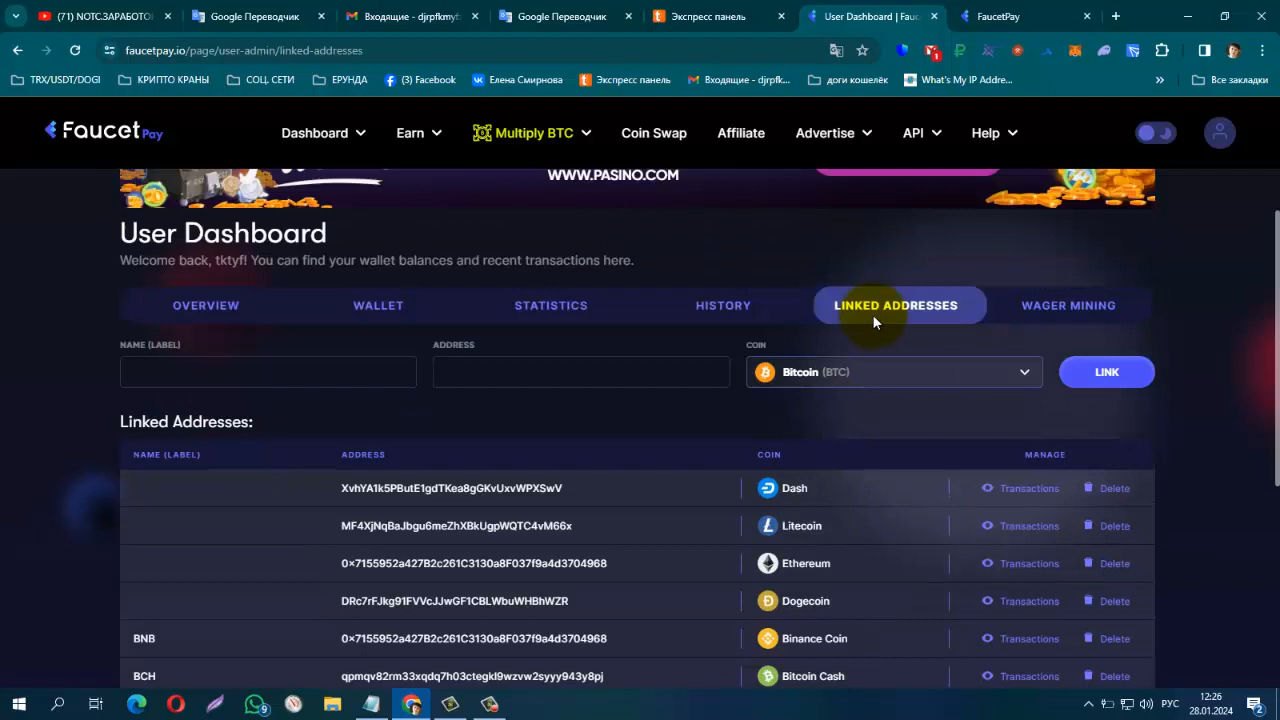 (71) NOTC.ЗАРАБОТО
Google Переводчик
Входящие - djrpfkmyf
Google Переводчик
Экспресс панель
User Dashboard | Fauc
FaucetPay
faucetpay.io/page/user-admin/linked-addresses
1
TRX/USDT/DOGI
КРИПТО КРАНЫ
СОЦ. СЕТИ
ЕРУНДА
(3) Facebook
Елена Смирнова
Экспресс панель
Входящие - djrpfk...
доги кошелёк
What's My IP Addre...
»
Все закладки
Faucet Pay
Dashboard
Earn
Multiply BTC
Coin Swap
Affiliate
Advertise
API
Help
WWW.PASINO.COM
User Dashboard
Welcome back, tktyf! You can find your wallet balances and recent transactions here.
OVERVIEW
WALLET
STATISTICS
HISTORY
LINKED ADDRESSES
WAGER MINING
NAME (LABEL)
ADDRESS
COIN
Bitcoin (BTC)
LINK
Linked Addresses:
NAME (LABEL)
ADDRESS
COIN
MANAGE
XvhYA1k5PButE1gdTKea8gGKvUxvWPXSwV
Dash
Transactions
Delete
MF4XjNqBaJbgu6meZhXBkUgpWQTC4vM66x
Litecoin
Transactions
Delete
0x7155952a427B2c261C3130a8F037f9a4d3704968
Ethereum
Transactions
Delete
DRc7rFJkg91FVVcJJwGF1CBLWbuWHBhWZR
Dogecoin
Transactions
Delete
BNB
0x7155952a427B2c261C3130a8F037f9a4d3704968
Binance Coin
Transactions
Delete
BCH
qpmqv82rm33xqdq7h03ctegkl9wzvw2syyy943y8pj
Bitcoin Cash
Transactions
Delete
9
РУС
12:26
28.01.2024
2